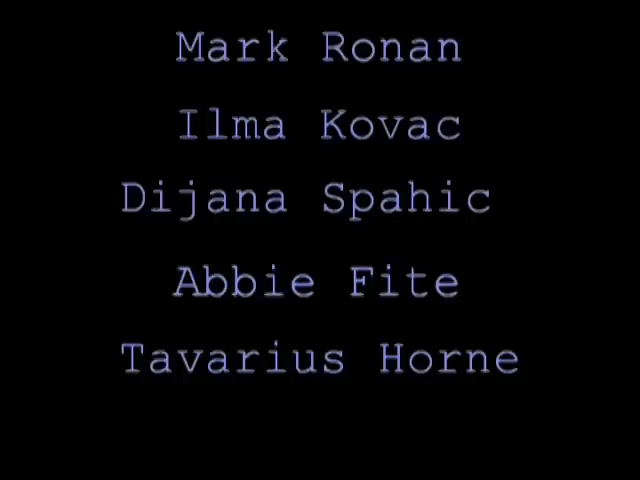 Mark Ronan
Ilma Kovac
Dijana Spahic
Abbie Fite
Tavarius Horne